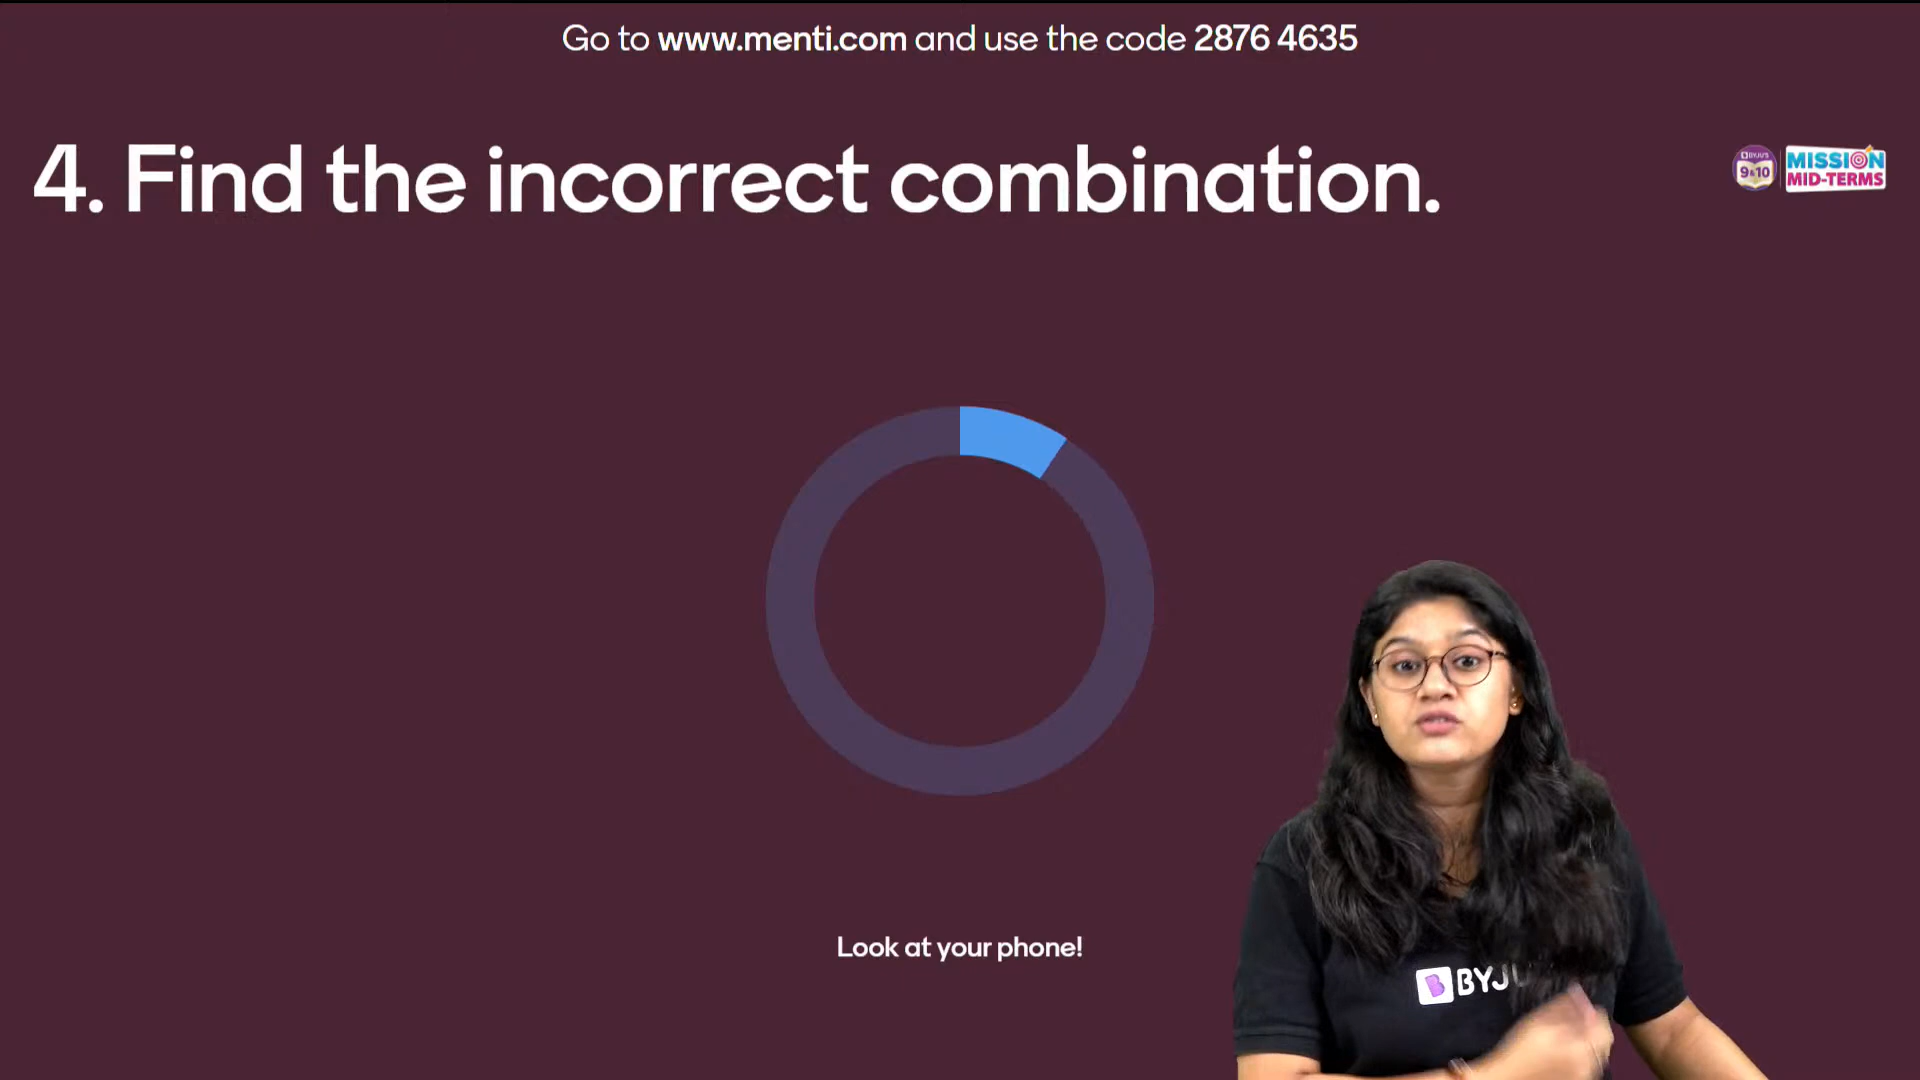 Go to www.menti.com and use the code 2876 4635
4. Find the incorrect combination.
BYJU'S
9&10
MISSION
MID-TERMS
Look at your phone!
BYJU